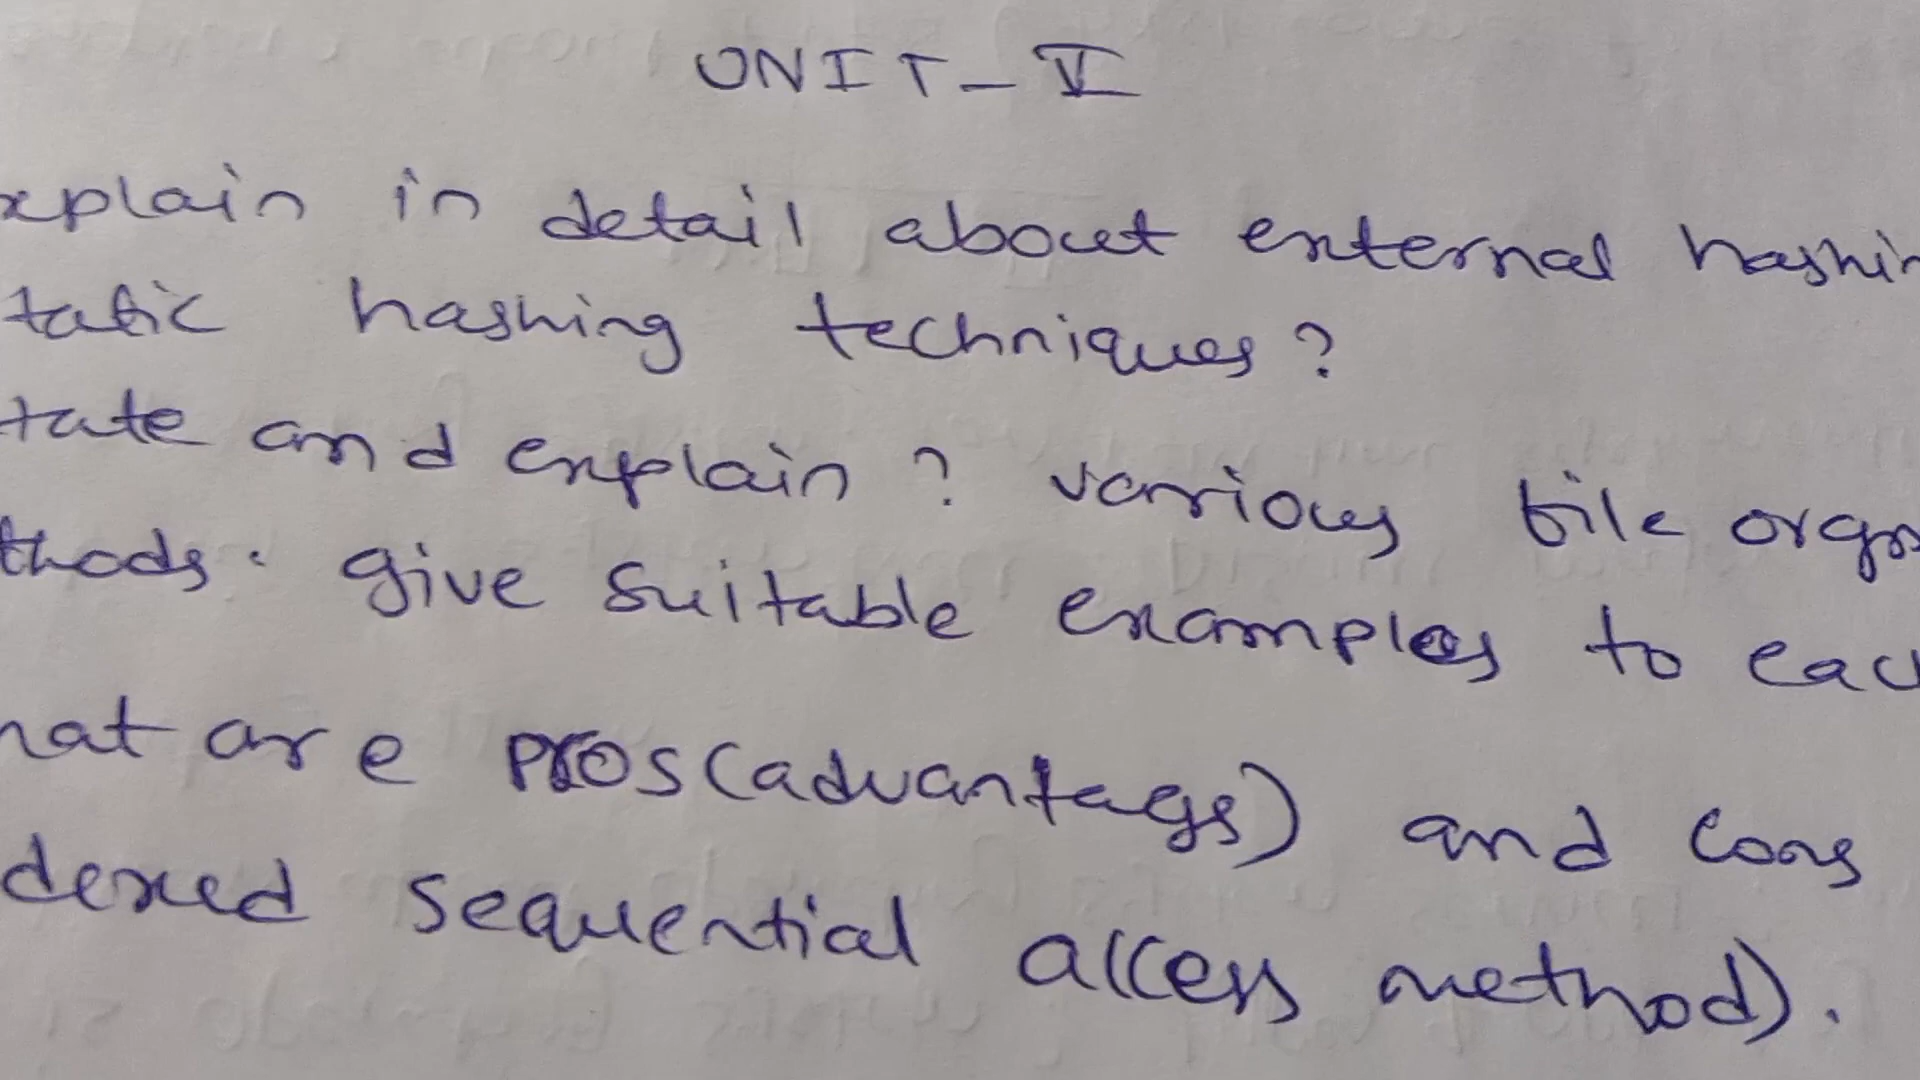 UNIT - V
xplain in detail about external hashin
tatic hashing techniques?
tate and explain? various file orga
thods. give suitable examples to eac
hat are pros (advantages) and cons
dexed sequential access method).